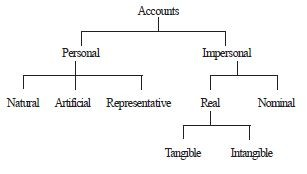 Accounts
Personal Impersonal
Natural Artificial Representative Real Nominal
Tangible Intangible